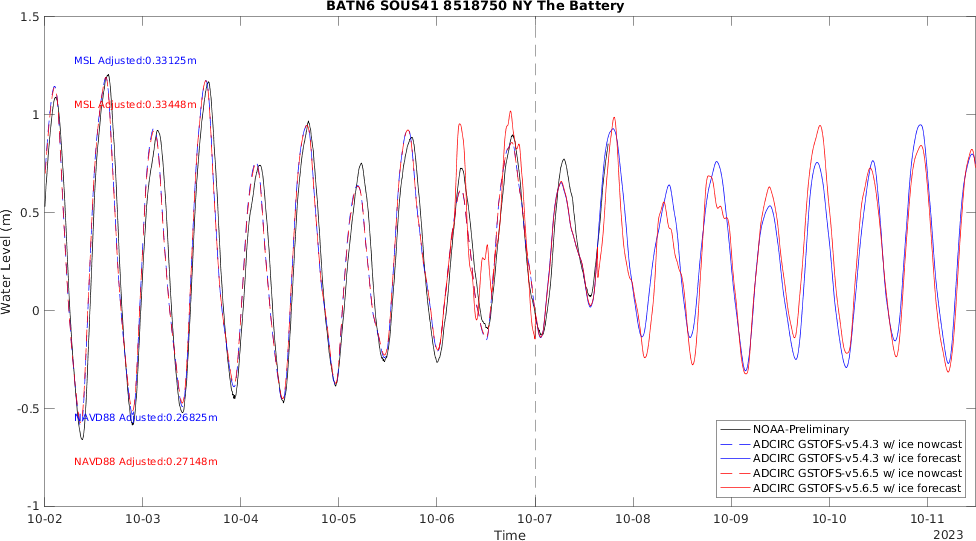 BATN6 SOUS41 8518750 NY The Battery
1.5
1
0.5
0
-0.5
-1
Water Level (m)
MSL Adjusted:0.33125m
MSL Adjusted:0.33448m
NAVD88 Adjusted:0.26825m
NAVD88 Adjusted:0.27148m
NOAA-Preliminary
ADCIRC GSTOFS-v5.4.3 w/ ice nowcast
ADCIRC GSTOFS-v5.4.3 w/ ice forecast
ADCIRC GSTOFS-v5.6.5 w/ ice nowcast
ADCIRC GSTOFS-v5.6.5 w/ ice forecast
10-02 10-03 10-04 10-05 10-06 10-07 10-08 10-09 10-10 10-11
2023
Time